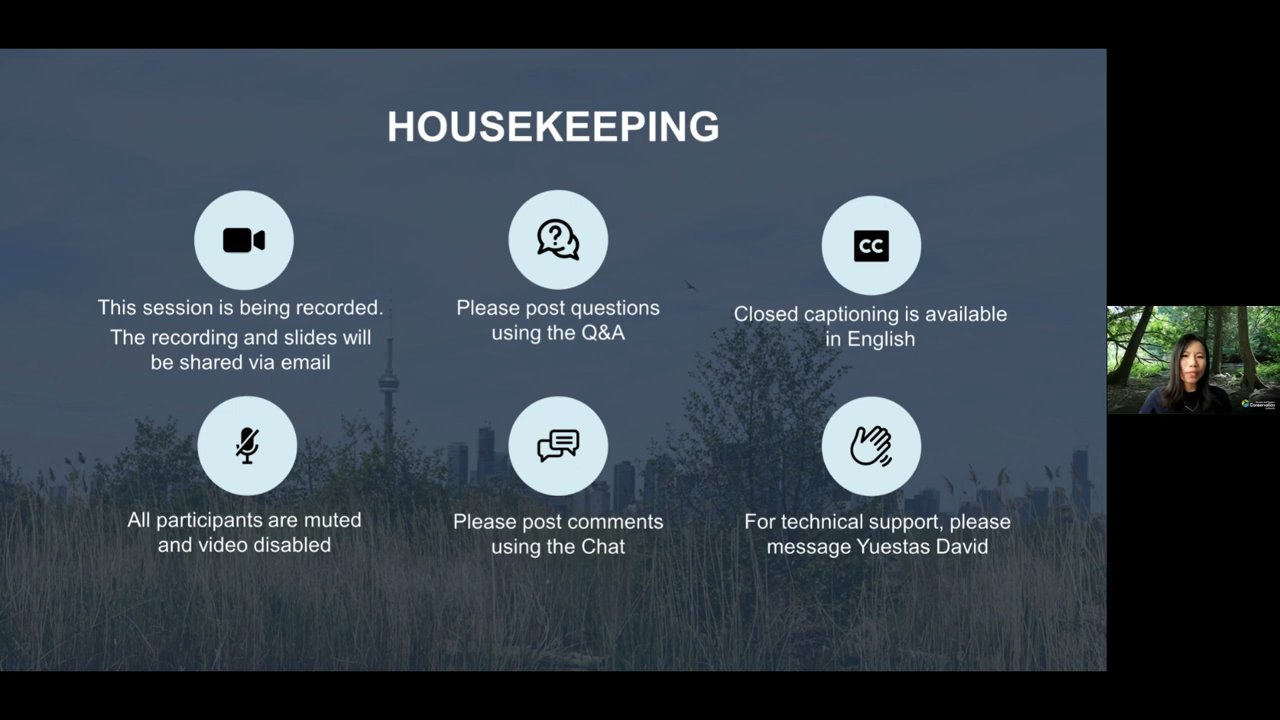 HOUSEKEEPING
This session is being recorded.
The recording and slides will
be shared via email
Please post questions
using the Q&A
CC
Closed captioning is available
in English
All participants are muted
and video disabled
Please post comments
using the Chat
For technical support, please
message Yuestas David
Conservation